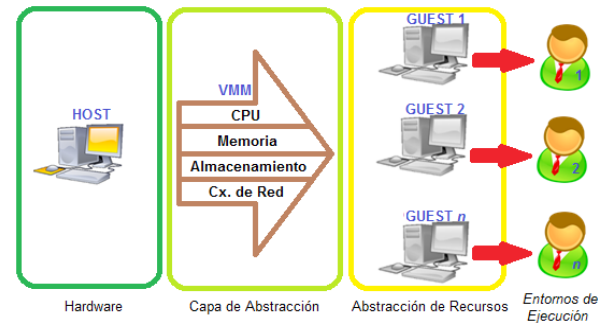 HOST
VMM
CPU
Memoria
Almacenamiento
Cx. de Red
GUEST 1
1
GUEST 2
2
GUEST n
n
Hardware
Capa de Abstracción
Abstracción de Recursos
Entornos de
Ejecución